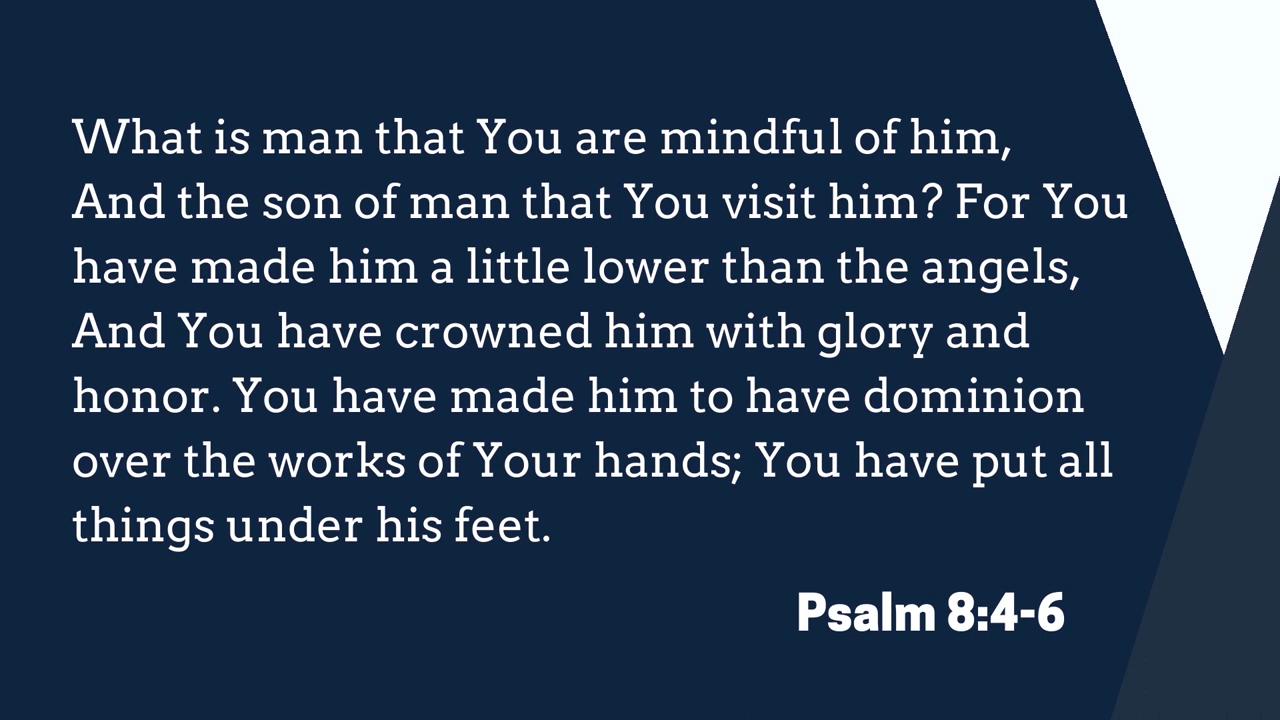 What is man that You are mindful of him,
And the son of man that You visit him? For You
have made him a little lower than the angels,
And You have crowned him with glory and
honor. You have made him to have dominion
over the works of Your hands; You have put all
things under his feet.
Psalm 8:4-6